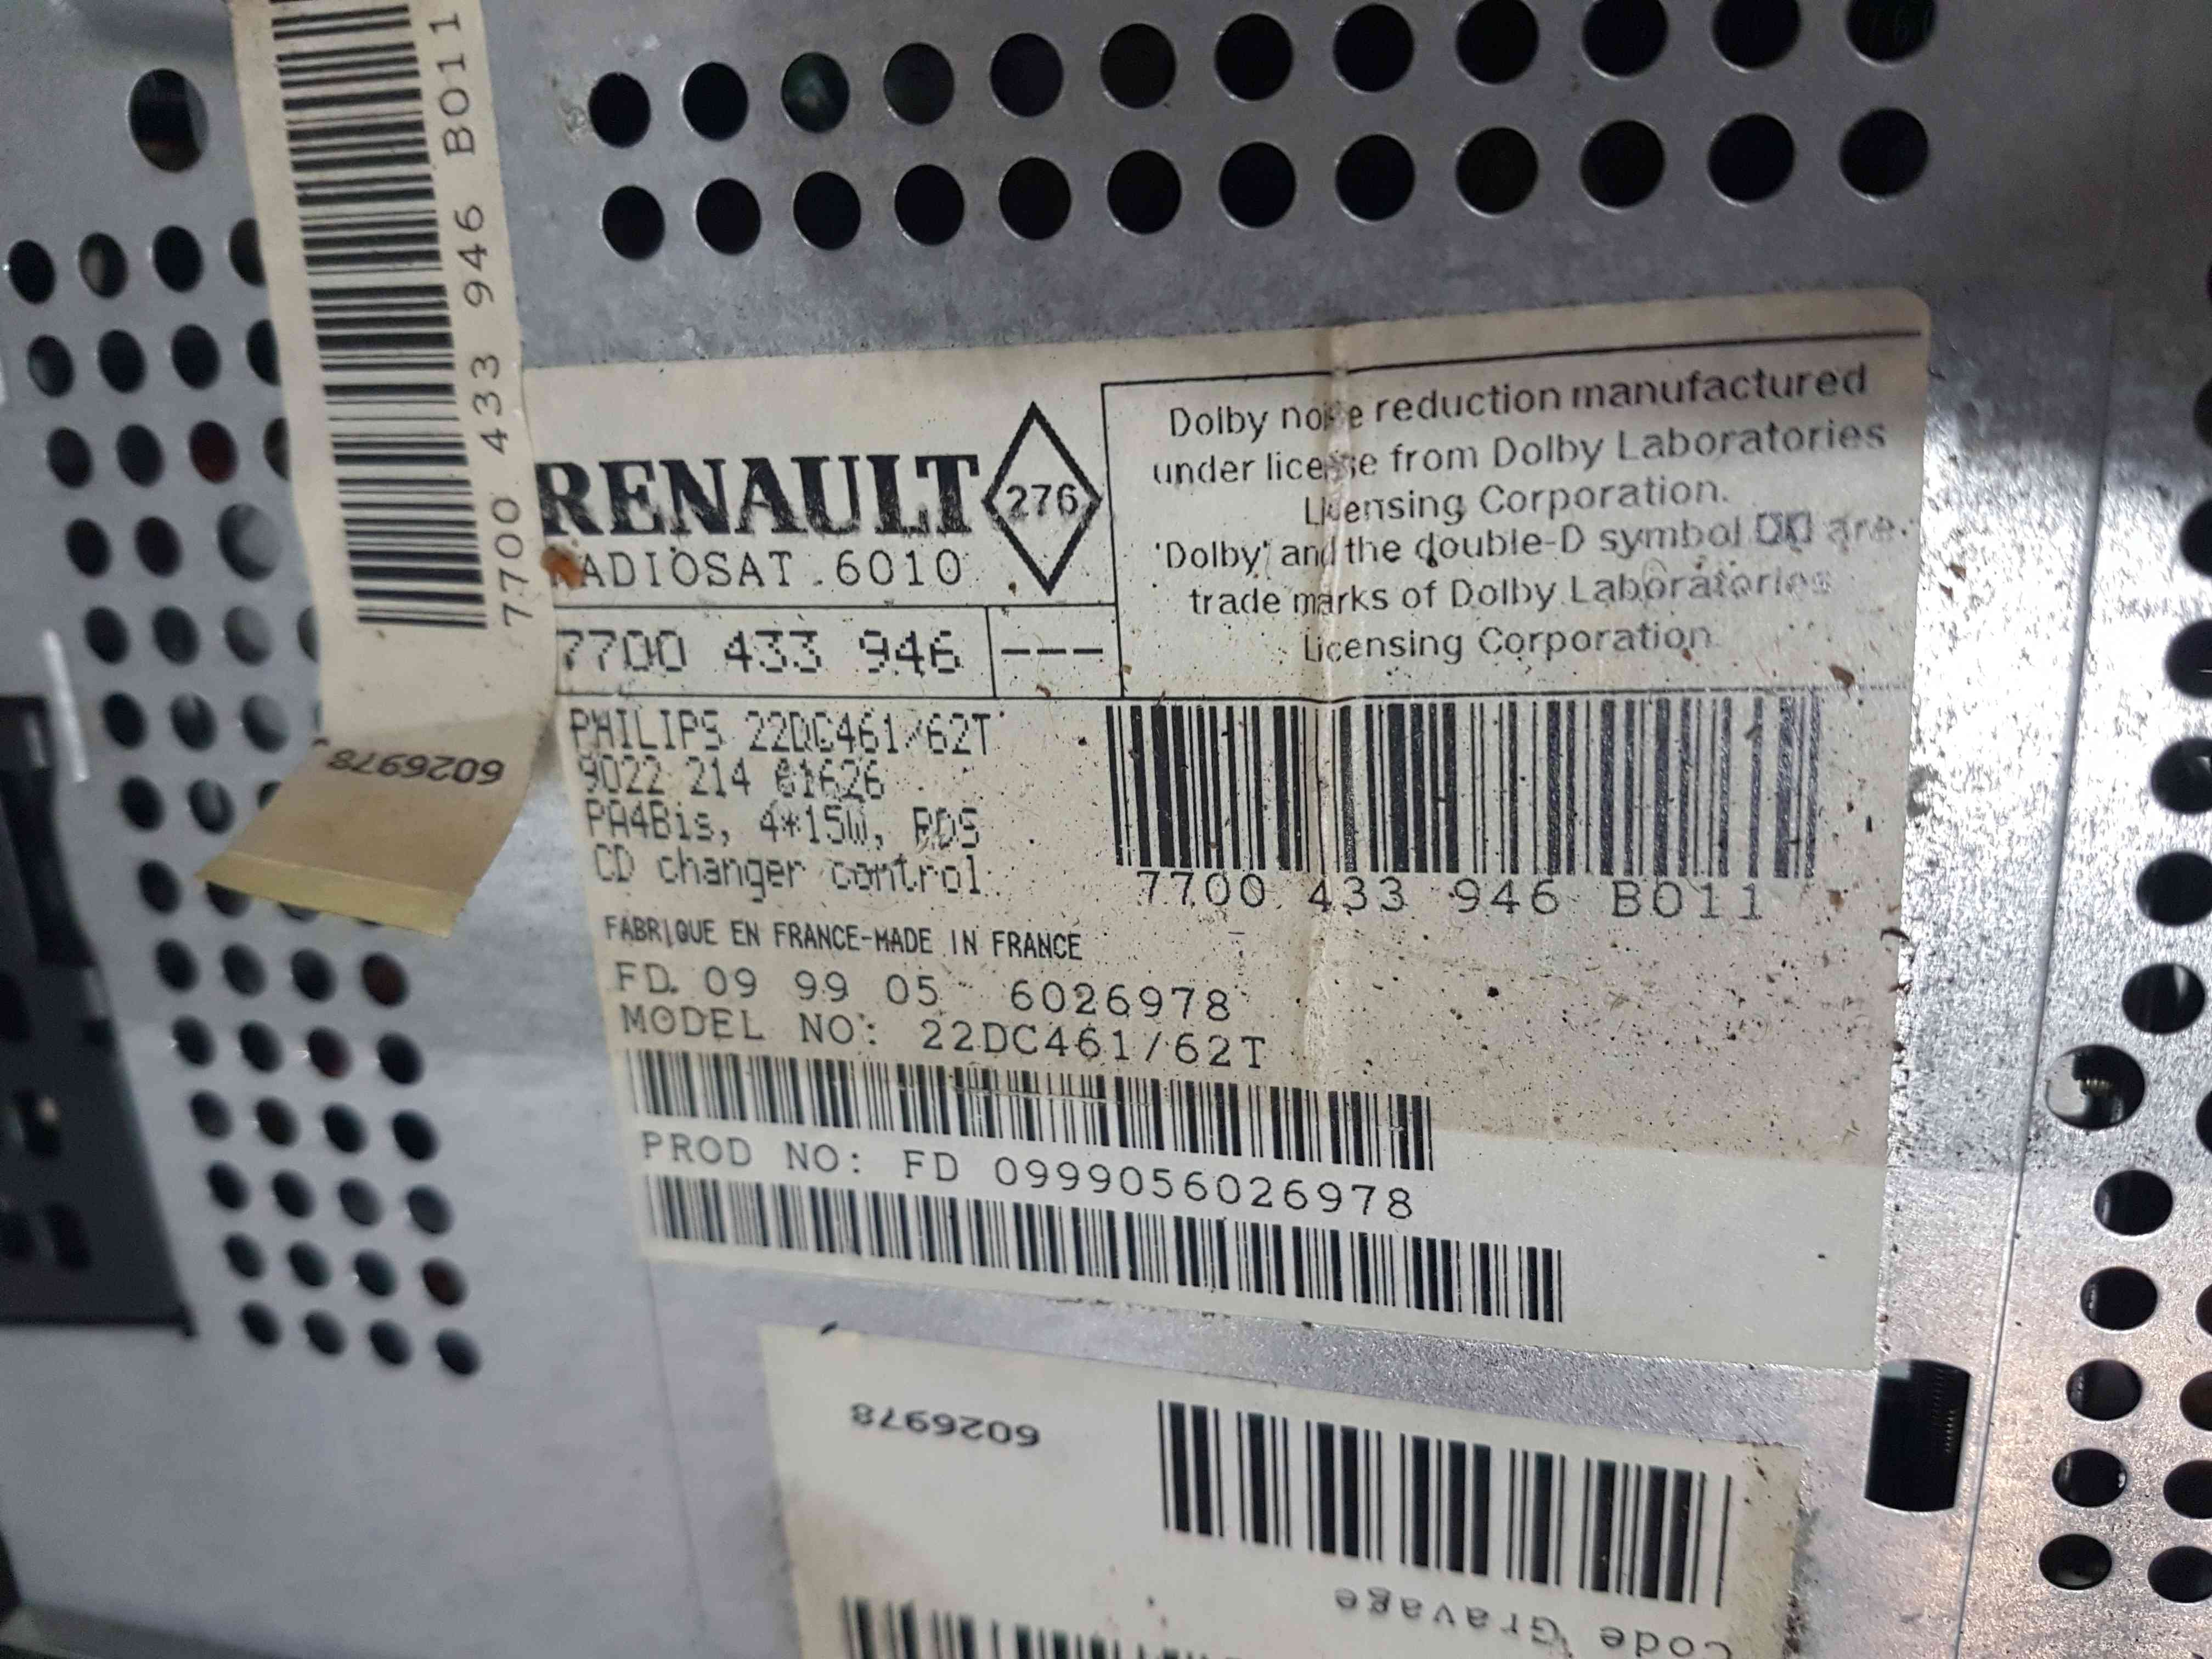 7700 433 946 B011
6026978
RENAULT
276
RADIOSAT 6010
7700 433 946
---
Dolby noise reduction manufactured
under license from Dolby Laboratories
Licensing Corporation.
'Dolby' and the double-D symbol are
trade marks of Dolby Laboratories
Licensing Corporation
PHILIPS 22DC461/62T
9022 214 61626
PA4Bis, 4*15W, RDS
CD changer control
7700 433 946 B011
FABRIQUE EN FRANCE-MADE IN FRANCE
FD. 09 99 05 6026978
MODEL NO: 22DC461/62T
PROD NO: FD 0999056026978
6026978
Code Gravage